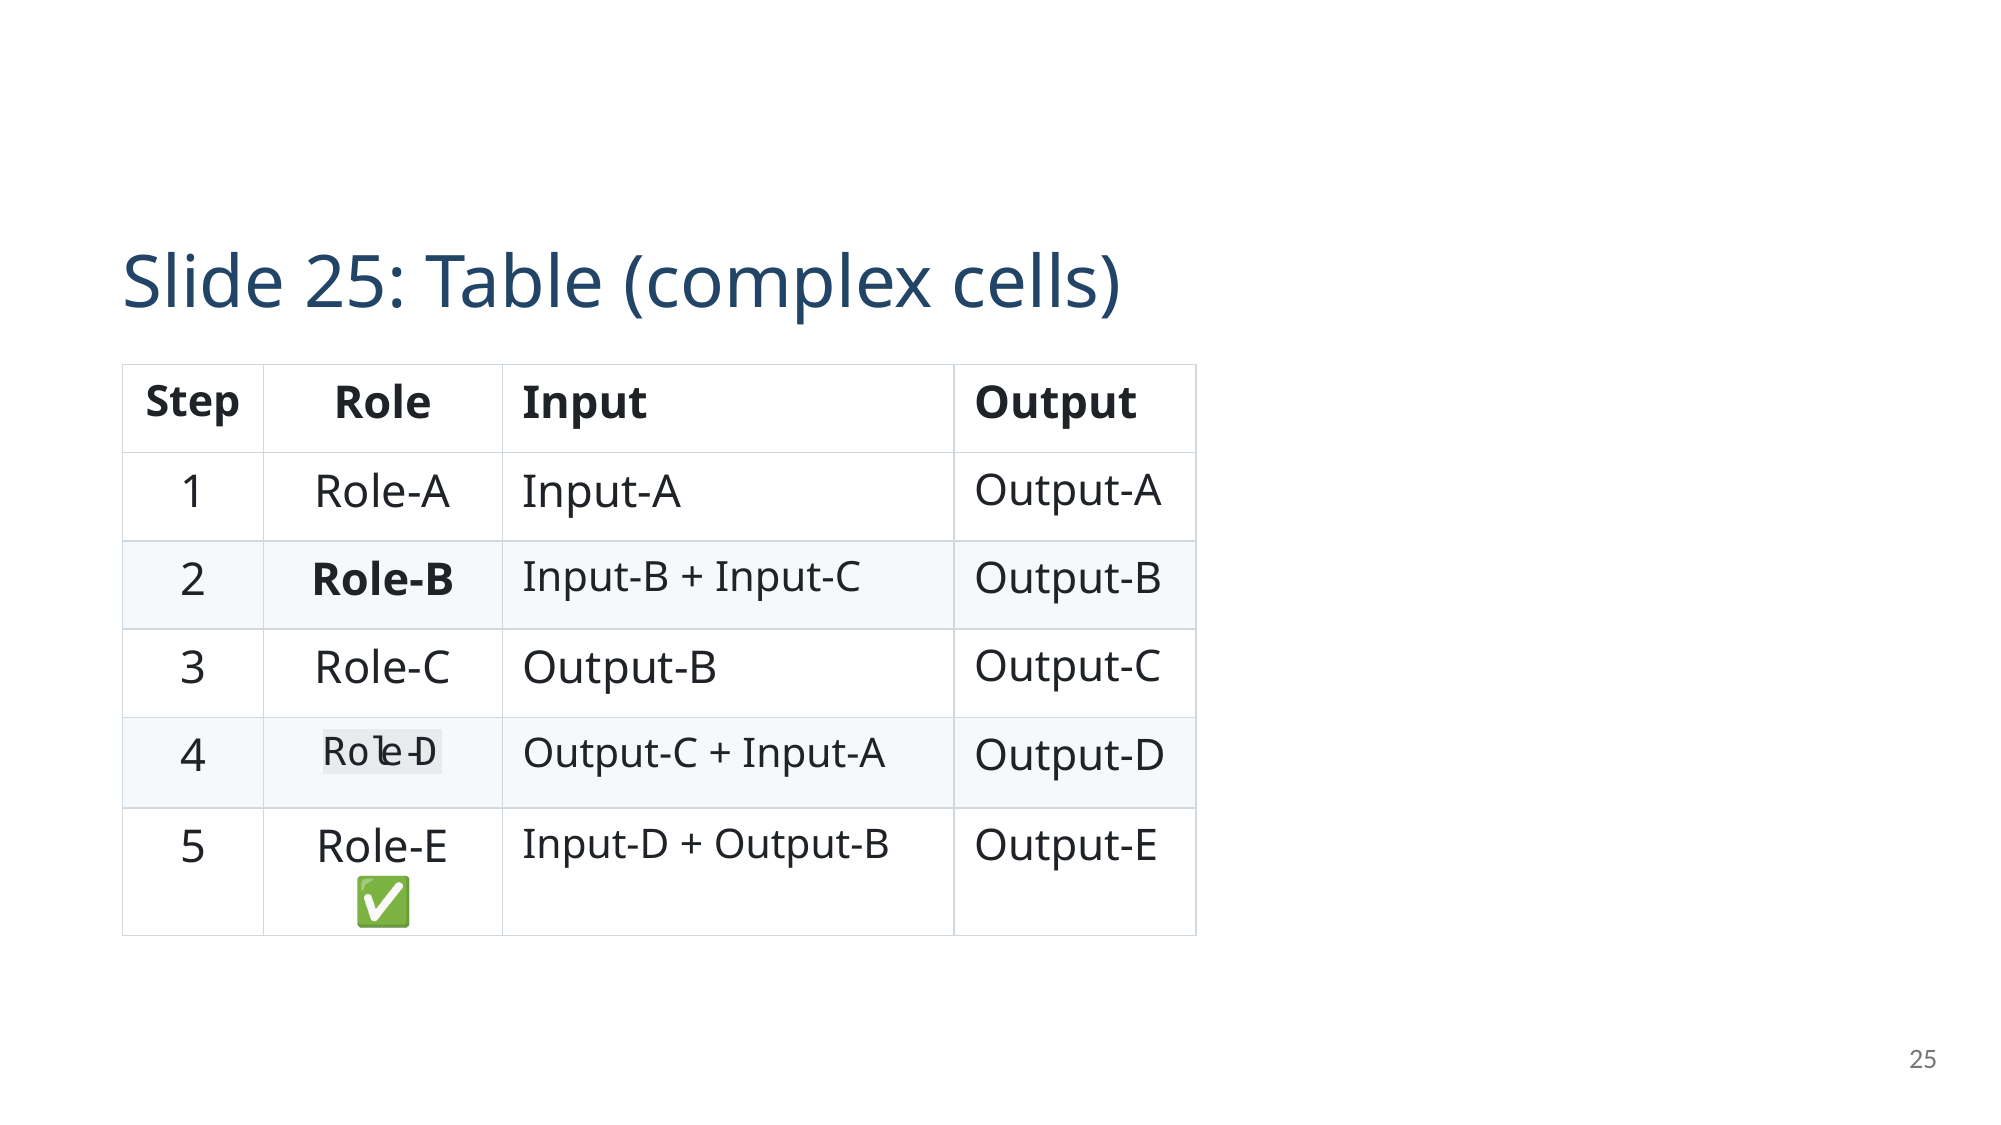 Slide 25: Table (complex cells)
Step Role Input Output
1 Role-A Input-A Output-A
2 Role-B Input-B + Input-C Output-B
3 Role-C Output-B Output-C
4 Role-D Output-C + Input-A Output-D
5 Role-E ✅ Input-D + Output-B Output-E
25